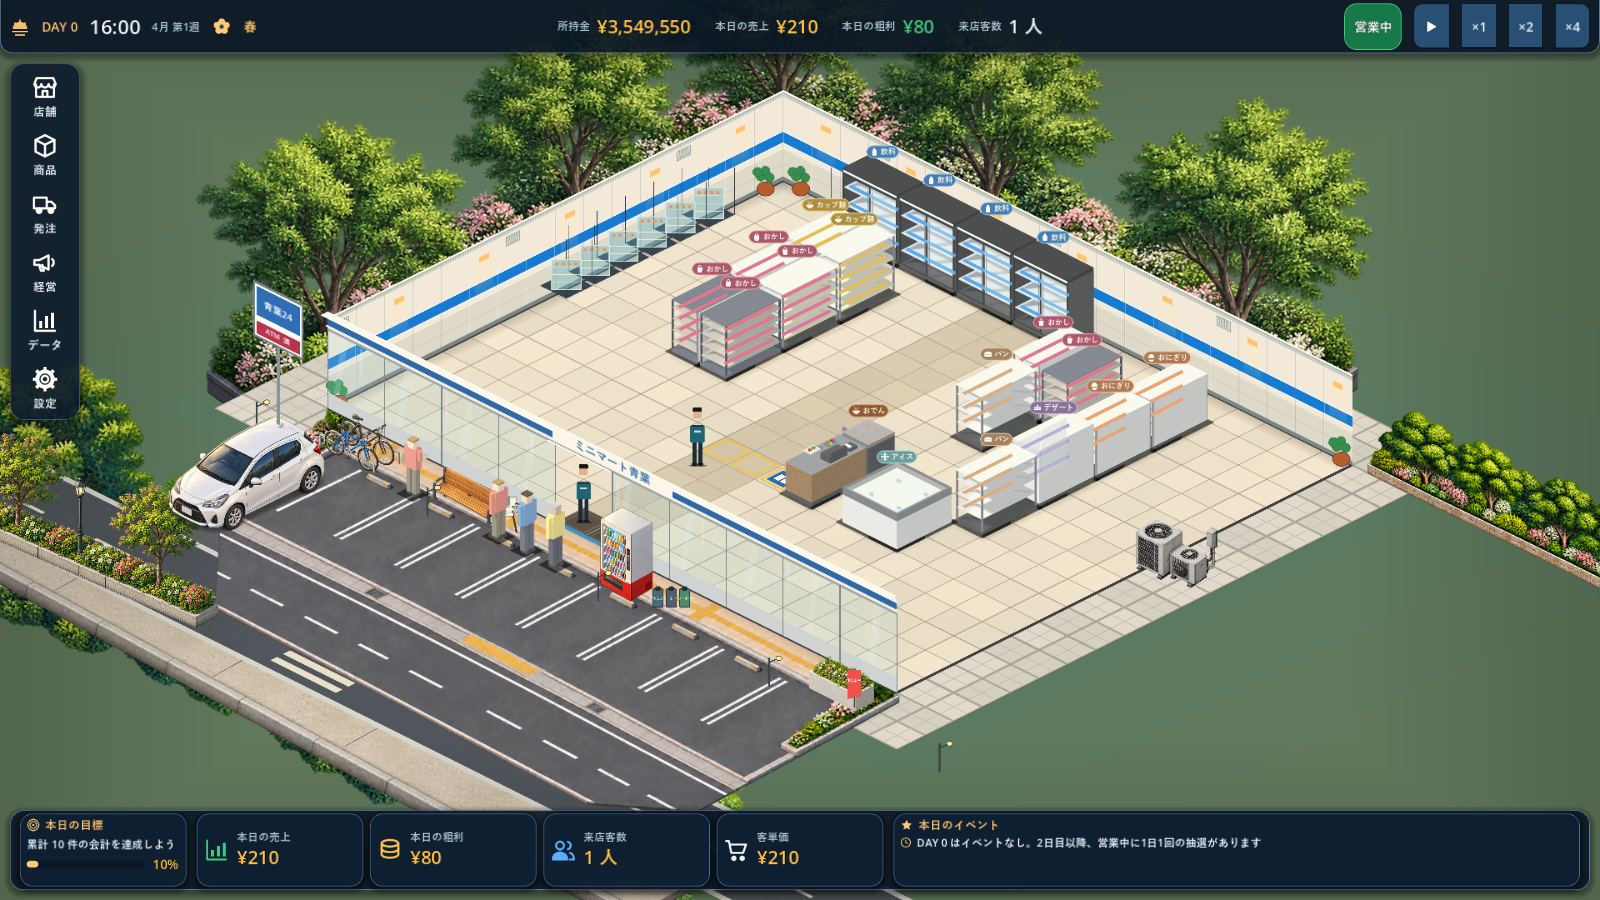 DAY 0 16:00 4月 第1週 春
所持金 ¥3,549,550 本日の売上 ¥210 本日の粗利 ¥80 来店客数 1 人
営業中 ×1 ×2 ×4
店舗
商品
発注
経営
データ
設定
飲料
飲料
飲料
飲料
カップ麺
カップ麺
おかし
おかし
おかし
おかし
おかし
おかし
パン
おにぎり
おにぎり
デザート
おでん
パン
アイス
青葉24
ATM
ミニマート青葉
本日の目標
累計 10 件の会計を達成しよう
10%
本日の売上
¥210
本日の粗利
¥80
来店客数
1 人
客単価
¥210
本日のイベント
DAY 0 はイベントなし。2日目以降、営業中に1日1回の抽選があります